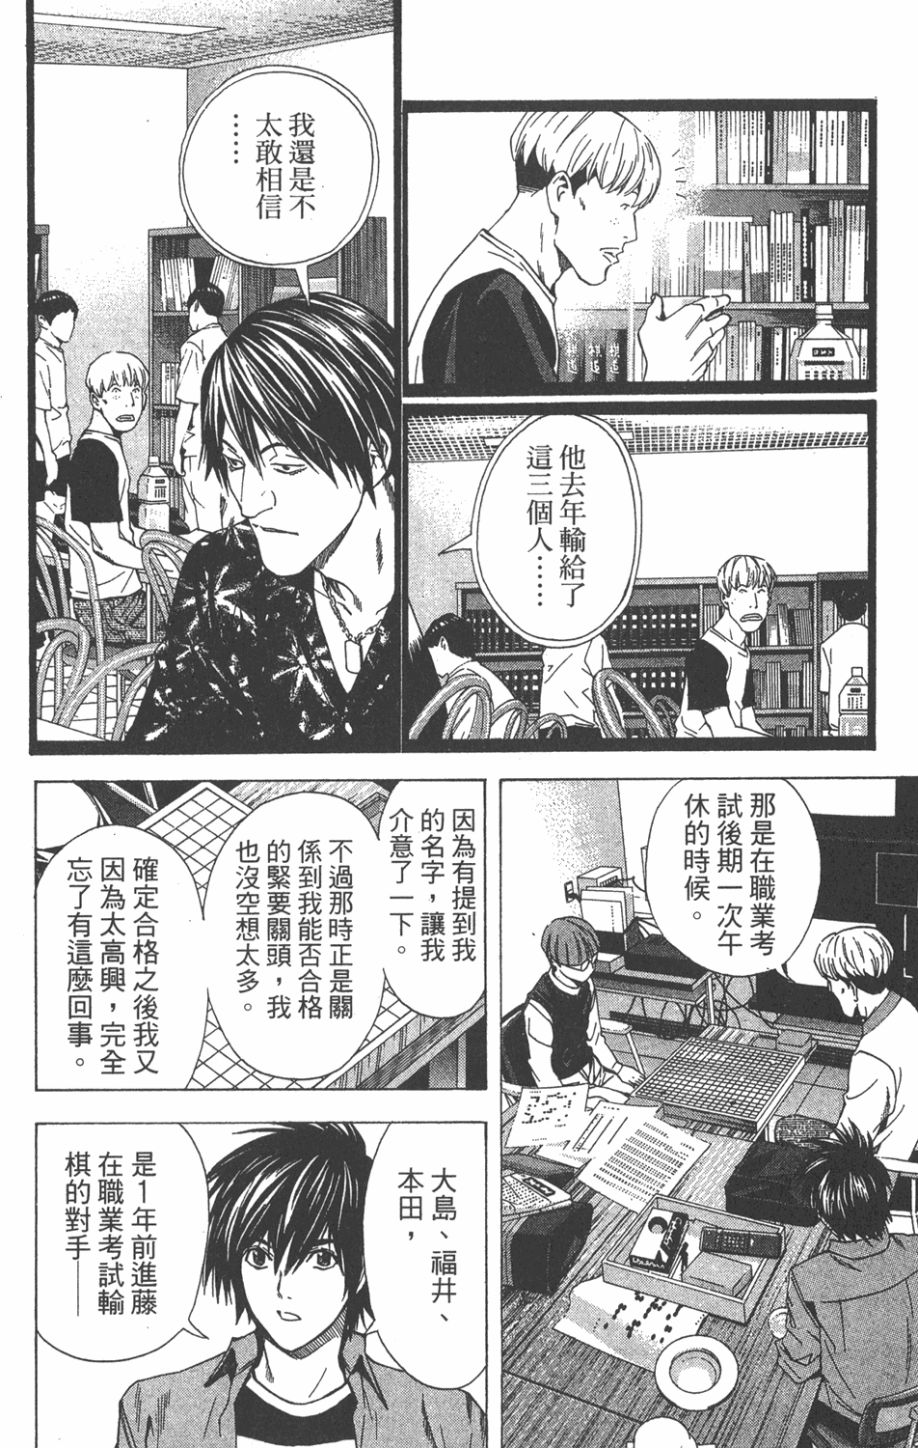 他去年輸給了
這三個人……
我還是不
太敢相信
……
那是在職業考
試後期一次午
休的時候。
因為有提到我
的名字，讓我
介意了一下。
不過那時正是關
係到我能否合格
的緊要關頭，我
也沒空想太多。
確定合格之後我又
因為太高興，完全
忘了有這麼回事。
大島、福井、
本田，
是1年前進藤
在職業考試輸
棋的對手——